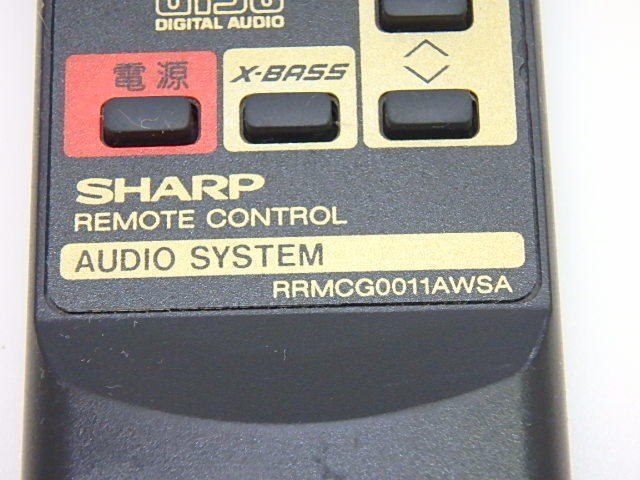 DIGITAL AUDIO
電源
X-BASS
SHARP
REMOTE CONTROL
AUDIO SYSTEM
RRMCG0011AWSA